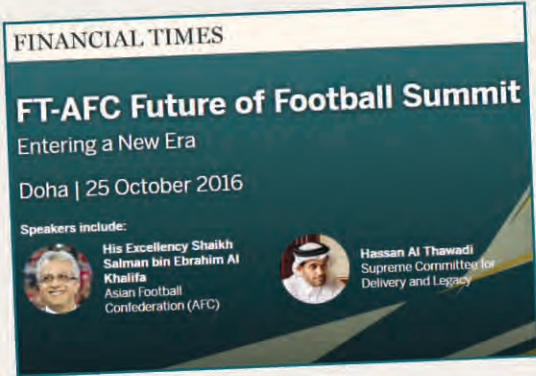 FINANCIAL TIMES
FT-AFC Future of Football Summit
Entering a New Era
Doha | 25 October 2016
Speakers include:
His Excellency Shaikh
Salman bin Ebrahim Al
Khalifa
Asian Football
Confederation (AFC)
Hassan Al Thawadi
Supreme Committee for
Delivery and Legacy